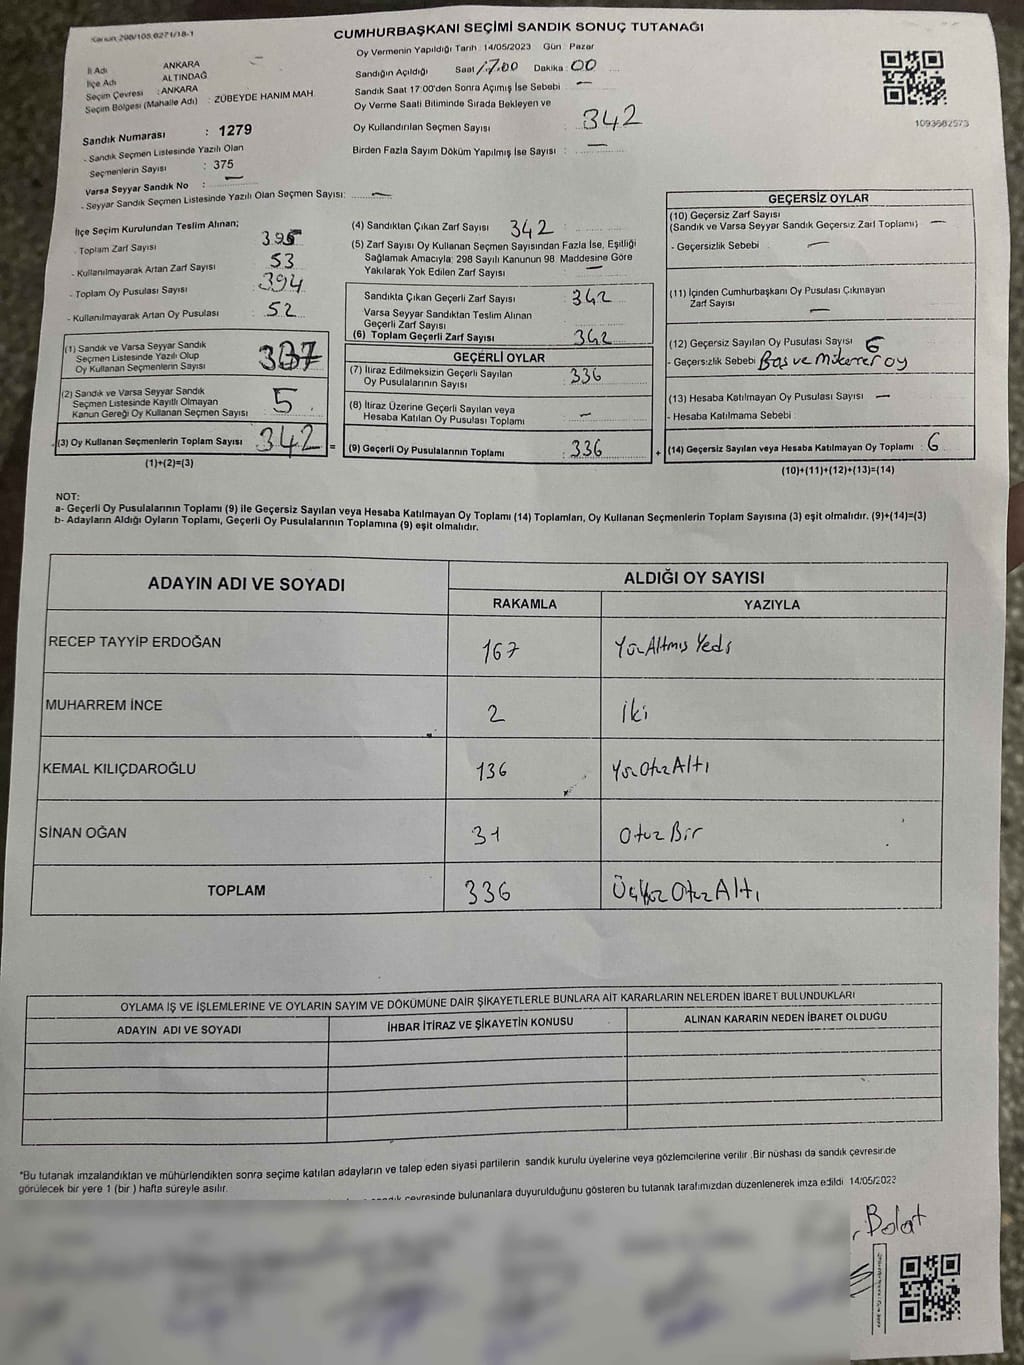 Kanun:298/105.6271/18-1
CUMHURBAŞKANI SEÇİMİ SANDIK SONUÇ TUTANAĞI
Oy Vermenin Yapıldığı Tarih : 14/05/2023 Gün : Pazar
İl Adı ANKARA
İlçe Adı ALTINDAĞ
Seçim Çevresi : ANKARA
Seçim Bölgesi (Mahalle Adı) : ZÜBEYDE HANIM MAH.
Sandığın Açıldığı Saat 17.00 Dakika : 00
Sandık Saat 17:00'den Sonra Açımış İse Sebebi —
Oy Verme Saati Bitiminde Sırada Bekleyen ve
Oy Kullandırılan Seçmen Sayısı : 342
Birden Fazla Sayım Döküm Yapılmış İse Sayısı : —
1093682573
Sandık Numarası : 1279
- Sandık Seçmen Listesinde Yazılı Olan
Seçmenlerin Sayısı : 375
Varsa Seyyar Sandık No : —
- Seyyar Sandık Seçmen Listesinde Yazılı Olan Seçmen Sayısı: —
İlçe Seçim Kurulundan Teslim Alınan;
- Toplam Zarf Sayısı : 395
- Kullanılmayarak Artan Zarf Sayısı 53
- Toplam Oy Pusulası Sayısı : 394
- Kullanılmayarak Artan Oy Pusulası : 52
(1) Sandık ve Varsa Seyyar Sandık
Seçmen Listesinde Yazılı Olup
Oy Kullanan Seçmenlerin Sayısı 337
(2) Sandık ve Varsa Seyyar Sandık
Seçmen Listesinde Kayıtlı Olmayan
Kanun Gereği Oy Kullanan Seçmen Sayısı 5
(3) Oy Kullanan Seçmenlerin Toplam Sayısı 342 =
(1)+(2)=(3)
(4) Sandıktan Çıkan Zarf Sayısı 342
(5) Zarf Sayısı Oy Kullanan Seçmen Sayısından Fazla İse, Eşitliği
Sağlamak Amacıyla; 298 Sayılı Kanunun 98. Maddesine Göre
Yakılarak Yok Edilen Zarf Sayısı —
Sandıkta Çıkan Geçerli Zarf Sayısı : 342
Varsa Seyyar Sandıktan Teslim Alınan
Geçerli Zarf Sayısı
(6) Toplam Geçerli Zarf Sayısı : 342
GEÇERLİ OYLAR
(7) İtiraz Edilmeksizin Geçerli Sayılan
Oy Pusulalarının Sayısı : 336
(8) İtiraz Üzerine Geçerli Sayılan veya
Hesaba Katılan Oy Pusulası Toplamı : —
(9) Geçerli Oy Pusulalarının Toplamı : 336 +
GEÇERSİZ OYLAR
(10) Geçersiz Zarf Sayısı
(Sandık ve Varsa Seyyar Sandık Geçersiz Zarf Toplamı) —
- Geçersizlik Sebebi : —
(11) İçinden Cumhurbaşkanı Oy Pusulası Çıkmayan
Zarf Sayısı —
(12) Geçersiz Sayılan Oy Pusulası Sayısı : 6
- Geçersizlik Sebebi : Boş ve Mükerrer oy
(13) Hesaba Katılmayan Oy Pusulası Sayısı —
- Hesaba Katılmama Sebebi :
(14) Geçersiz Sayılan veya Hesaba Katılmayan Oy Toplamı : 6
(10)+(11)+(12)+(13)=(14)
NOT:
a- Geçerli Oy Pusulalarının Toplamı (9) ile Geçersiz Sayılan veya Hesaba Katılmayan Oy Toplamı (14) Toplamları, Oy Kullanan Seçmenlerin Toplam Sayısına (3) eşit olmalıdır. (9)+(14)=(3)
b- Adayların Aldığı Oyların Toplamı, Geçerli Oy Pusulalarının Toplamına (9) eşit olmalıdır.
ADAYIN ADI VE SOYADI ALDIĞI OY SAYISI
RAKAMLA YAZIYLA
RECEP TAYYİP ERDOĞAN 167 Yüz Altmış Yedi
MUHARREM İNCE 2 İki
KEMAL KILIÇDAROĞLU 136 Yüz Otuz Altı
SİNAN OĞAN 31 Otuz Bir
TOPLAM 336 Üç Yüz Otuz Altı
OYLAMA İŞ VE İŞLEMLERİNE VE OYLARIN SAYIM VE DÖKÜMÜNE DAİR ŞİKAYETLERLE BUNLARA AİT KARARLARIN NELERDEN İBARET BULUNDUKLARI
ADAYIN ADI VE SOYADI İHBAR İTİRAZ VE ŞİKAYETİN KONUSU ALINAN KARARIN NEDEN İBARET OLDUĞU
*Bu tutanak imzalandıktan ve mühürlendikten sonra seçime katılan adayların ve talep eden siyasi partilerin sandık kurulu üyelerine veya gözlemcilerine verilir .Bir nüshası da sandık çevresinde
görülecek bir yere 1 (bir ) hafta süreyle asılır.
çevresinde bulunanlara duyurulduğunu gösteren bu tutanak tarafımızdan düzenlenerek imza edildi 14/05/2023
Bolat